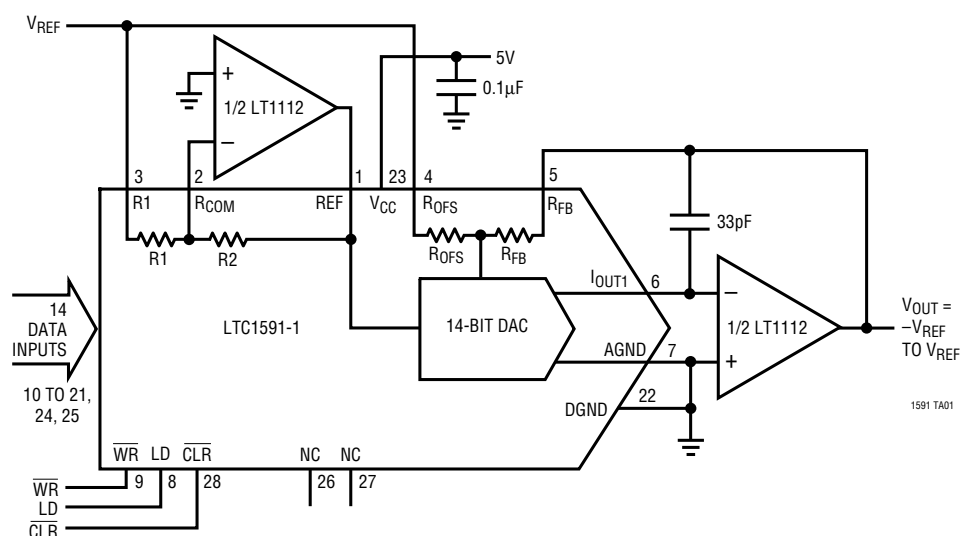 VREF
5V
0.1µF
+
1/2 LT1112
–
3 2 1 23 4 5
R1 RCOM REF VCC ROFS RFB
R1 R2 ROFS RFB
33pF
14
DATA
INPUTS
10 TO 21,
24, 25
LTC1591-1
14-BIT DAC
IOUT1 6
AGND 7
DGND 22
–
1/2 LT1112
+
VOUT =
–VREF
TO VREF
1591 TA01
WR LD CLR NC NC
9 8 28 26 27
WR
LD
CLR